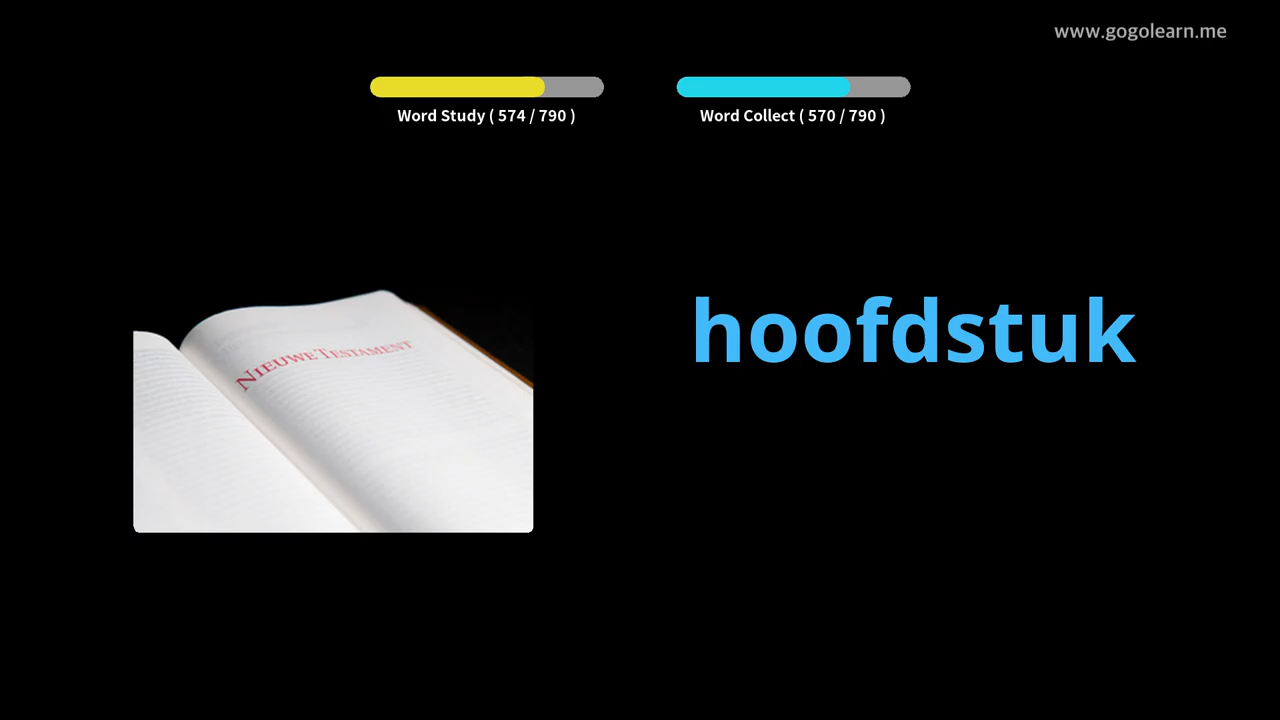 www.gogolearn.me
Word Study ( 574 / 790 )
Word Collect ( 570 / 790 )
NIEUWE TESTAMENT
hoofdstuk